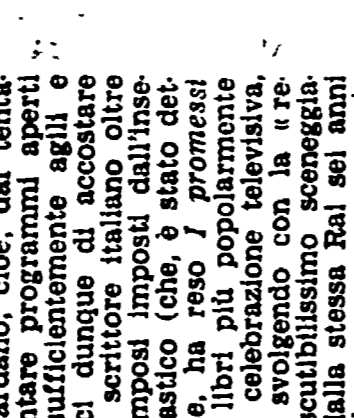 ardiano, cioè, dal tenta-
ntare programmi aperti
ufficientemente agili e
ci dunque di accostare
scrittore italiano oltre
mposi imposti dall'inse-
astico (che, è stato det-
e, ha reso I promessi
libri più popolarmente
celebrazione televisiva,
svolgendo con la « re-
scutibilissimo sceneggia-
dalla stessa Rai sei anni